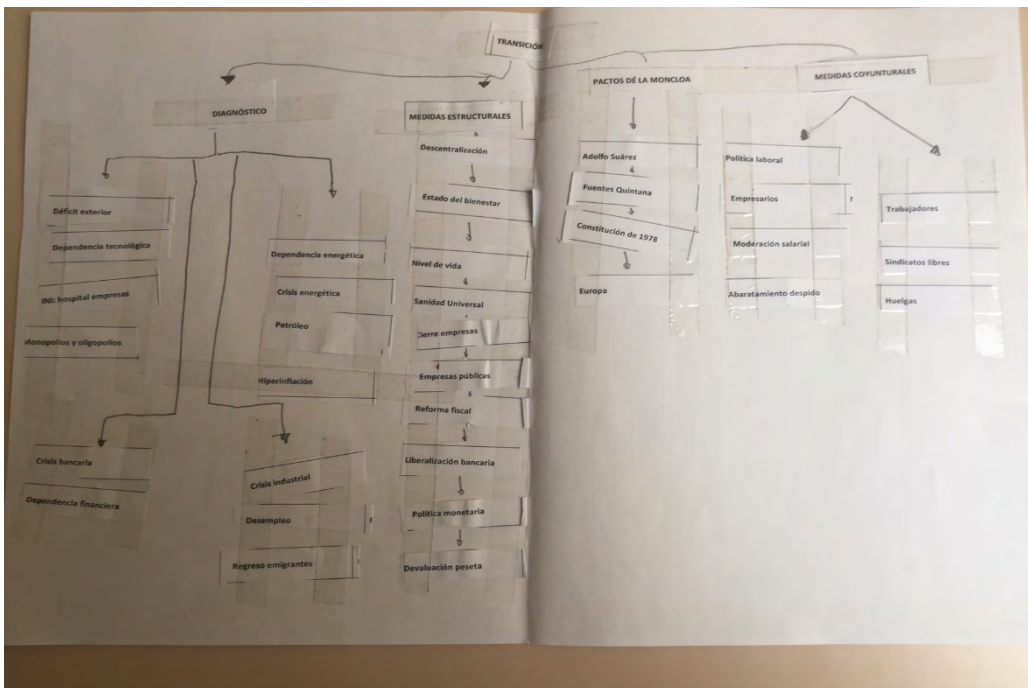 TRANSICIÓN
DIAGNÓSTICO
Déficit exterior
Dependencia tecnológica
INI: hospital empresas
Monopolios y oligopolios
Dependencia energética
Crisis energética
Petróleo
Hiperinflación
Crisis bancaria
Dependencia financiera
Crisis industrial
Desempleo
Regreso emigrantes
MEDIDAS ESTRUCTURALES
Descentralización
Estado del bienestar
Nivel de vida
Sanidad Universal
Cierre empresas
Empresas públicas
Reforma fiscal
Liberalización bancaria
Política monetaria
Devaluación peseta
PACTOS DE LA MONCLOA
Adolfo Suárez
Fuentes Quintana
Constitución de 1978
Europa
MEDIDAS COYUNTURALES
Política laboral
Empresarios
Moderación salarial
Abaratamiento despido
Trabajadores
Sindicatos libres
Huelgas